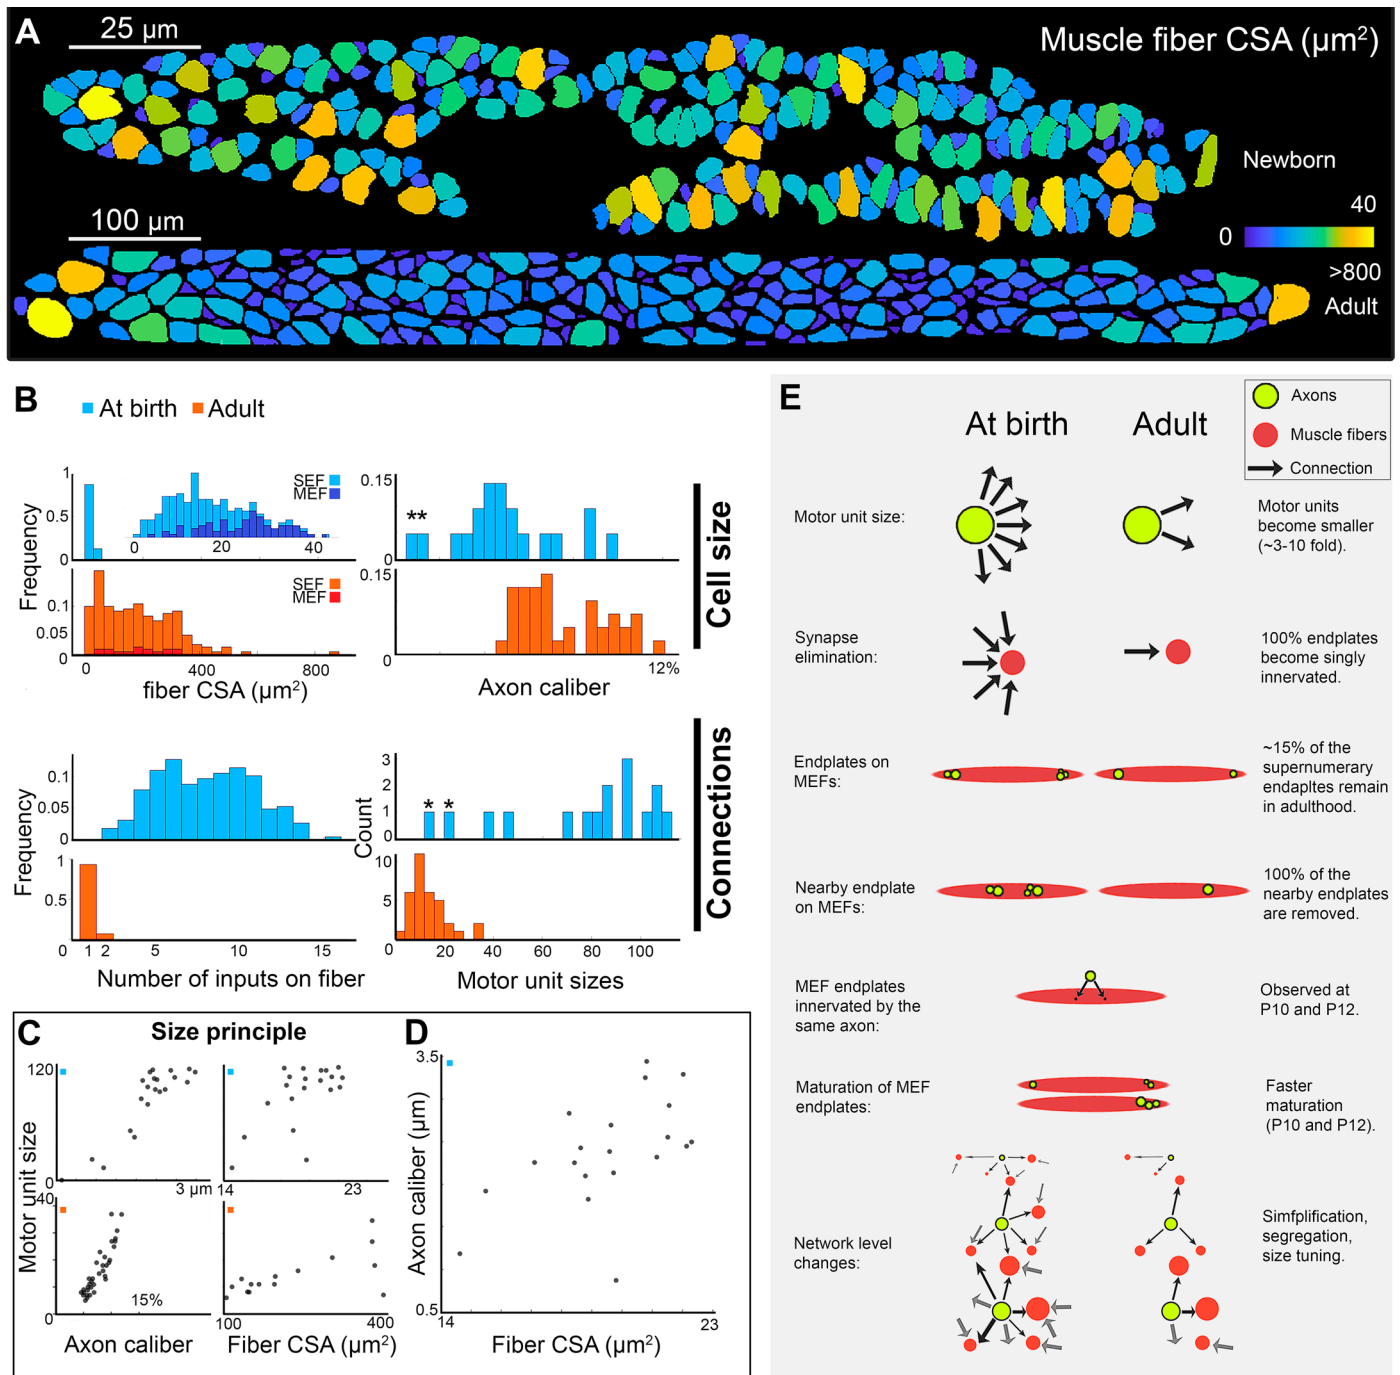 A
25 µm
Muscle fiber CSA (µm²)
Newborn
40
0
100 µm
>800
Adult
B
At birth
Adult
1
0.5
0
Frequency
SEF
MEF
0
20
40
0.15
**
0
Cell size
0.1
0.05
0
SEF
MEF
0
400
800
fiber CSA (µm²)
0.15
0
12%
Axon caliber
0.1
0.05
0
Frequency
1
0.5
0
1
2
5
10
15
Number of inputs on fiber
3
2
1
0
Count
*
*
10
5
0
20
40
60
80
100
Motor unit sizes
Connections
C
Size principle
120
0
3 µm
14
23
Motor unit size
40
0
15%
Axon caliber
100
400
Fiber CSA (µm²)
D
3.5
0.5
Axon caliber (µm)
14
23
Fiber CSA (µm²)
E
At birth
Adult
Axons
Muscle fibers
Connection
Motor unit size:
Motor units
become smaller
(~3-10 fold).
Synapse
elimination:
100% endplates
become singly
innervated.
Endplates on
MEFs:
~15% of the
supernumerary
endapltes remain
in adulthood.
Nearby endplate
on MEFs:
100% of the
nearby endplates
are removed.
MEF endplates
innervated by the
same axon:
Observed at
P10 and P12.
Maturation of MEF
endplates:
Faster
maturation
(P10 and P12).
Network level
changes:
Simfplification,
segregation,
size tuning.